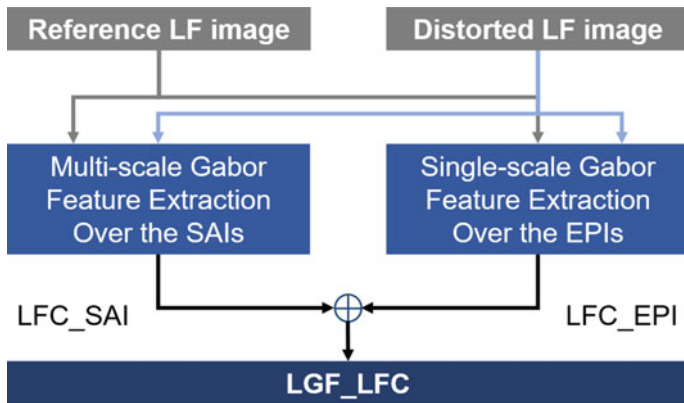 Reference LF image
Distorted LF image
Multi-scale Gabor
Feature Extraction
Over the SAIs
Single-scale Gabor
Feature Extraction
Over the EPIs
LFC_SAI
LFC_EPI
LGF_LFC